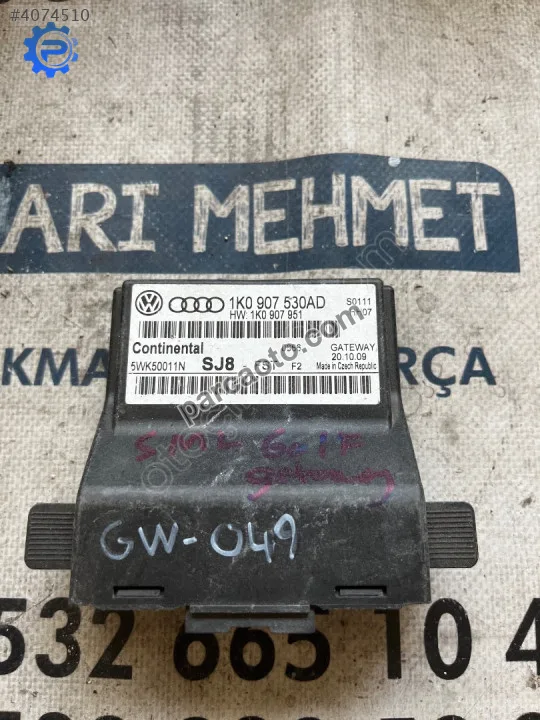 #4074510
ARI MEHMET
1K0 907 530AD
HW: 1K0 907 951
S0111
H07
Continental
GATEWAY
5WK50011N
SJ8
F2
20.10.09
Made in Czech Republic
parcaoto.com
KMA
RÇA
GW-049
532 665 10 4